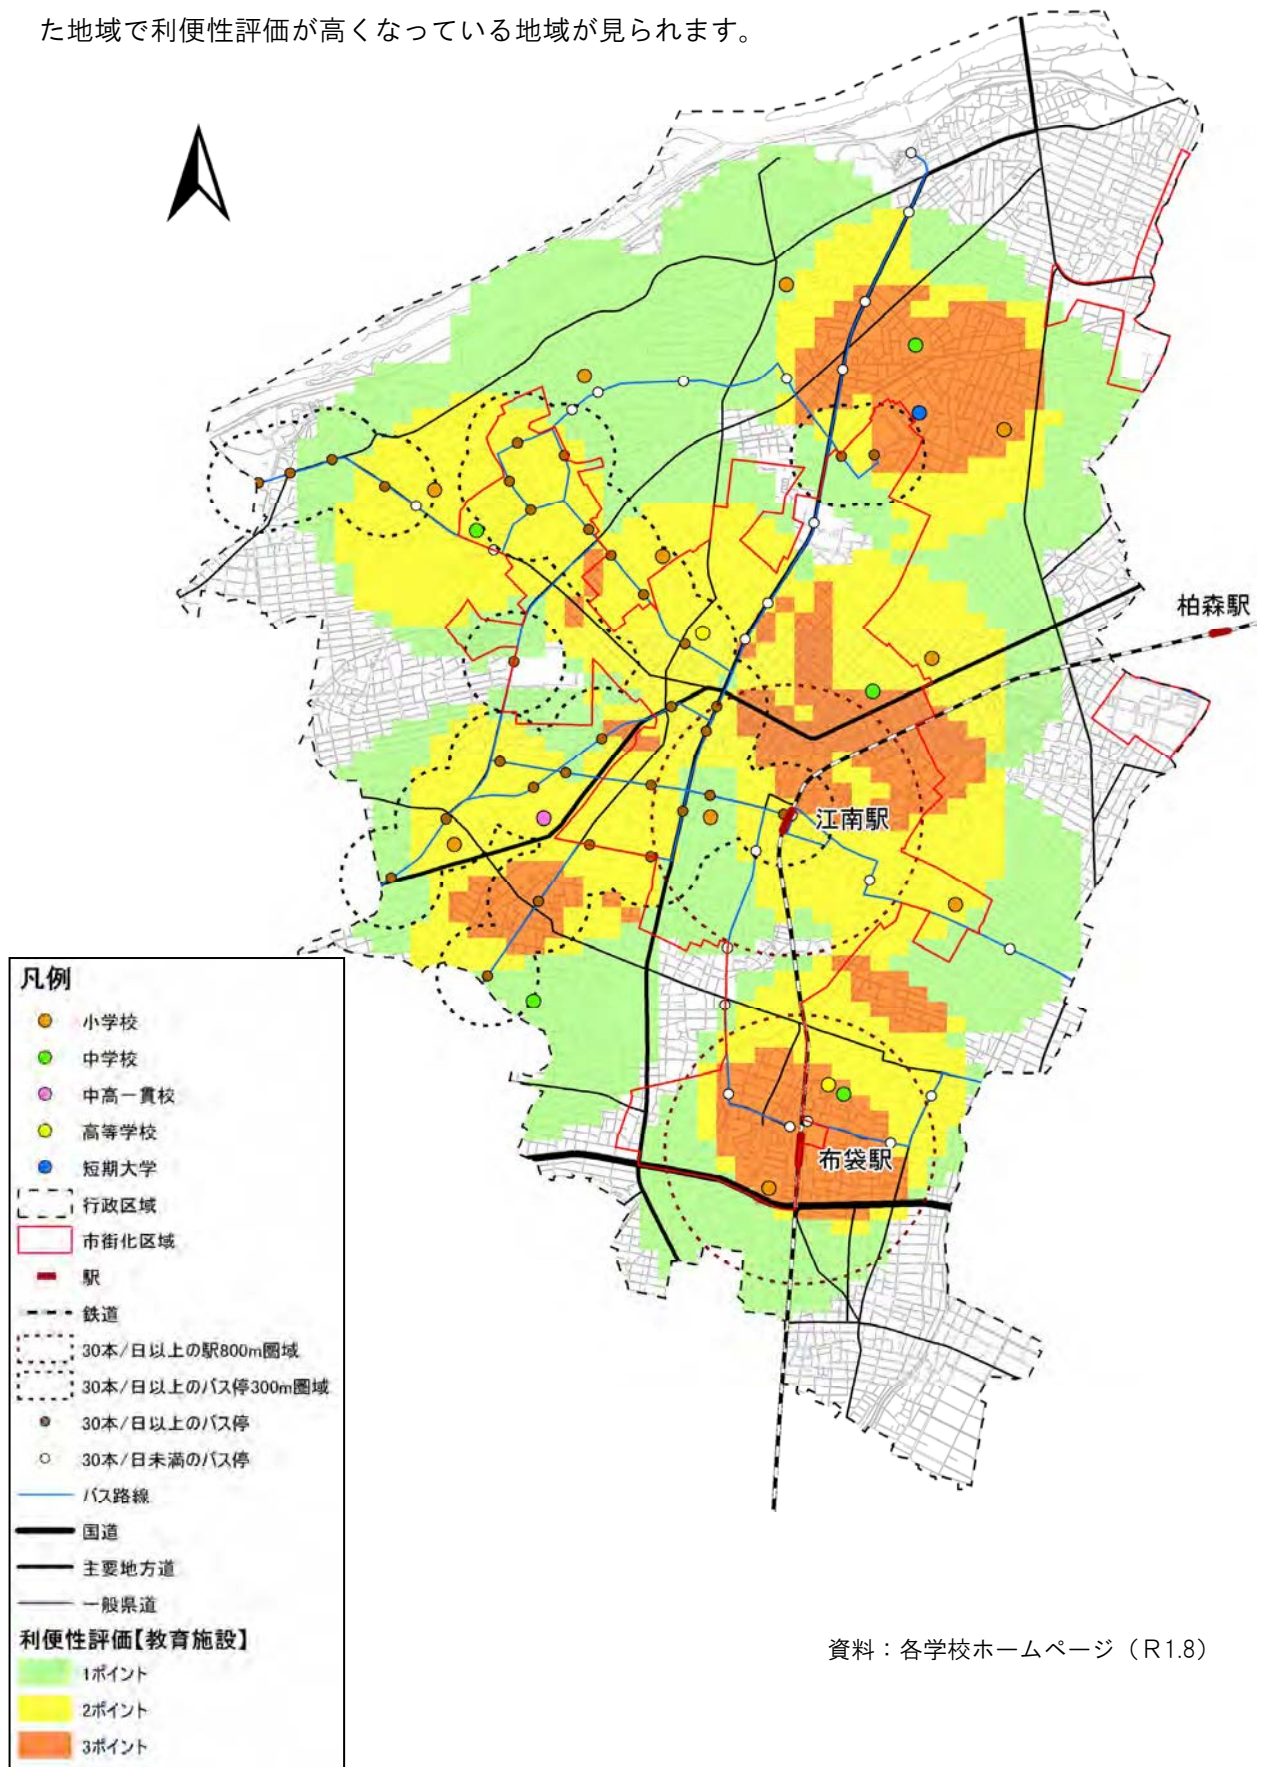 た地域で利便性評価が高くなっている地域が見られます。
柏森駅
江南駅
布袋駅
凡例
小学校
中学校
中高一貫校
高等学校
短期大学
行政区域
市街化区域
駅
鉄道
30本/日以上の駅800m圏域
30本/日以上のバス停300m圏域
30本/日以上のバス停
30本/日未満のバス停
バス路線
国道
主要地方道
一般県道
利便性評価【教育施設】
1ポイント
2ポイント
3ポイント
資料：各学校ホームページ（R1.8）